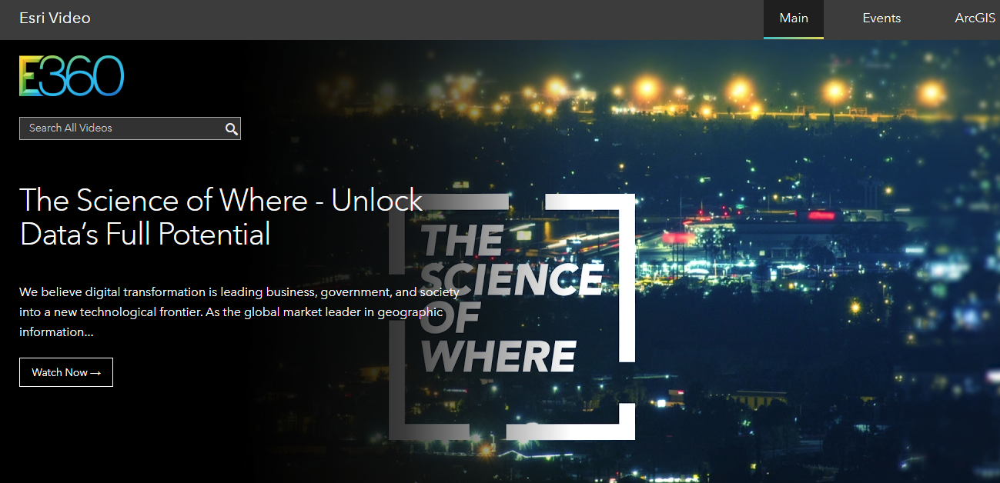 Esri Video
Main
Events
ArcGIS
E360
Search All Videos
The Science of Where - Unlock
Data’s Full Potential
We believe digital transformation is leading business, government, and society
into a new technological frontier. As the global market leader in geographic
information...
Watch Now →
THE
SCIENCE
OF
WHERE